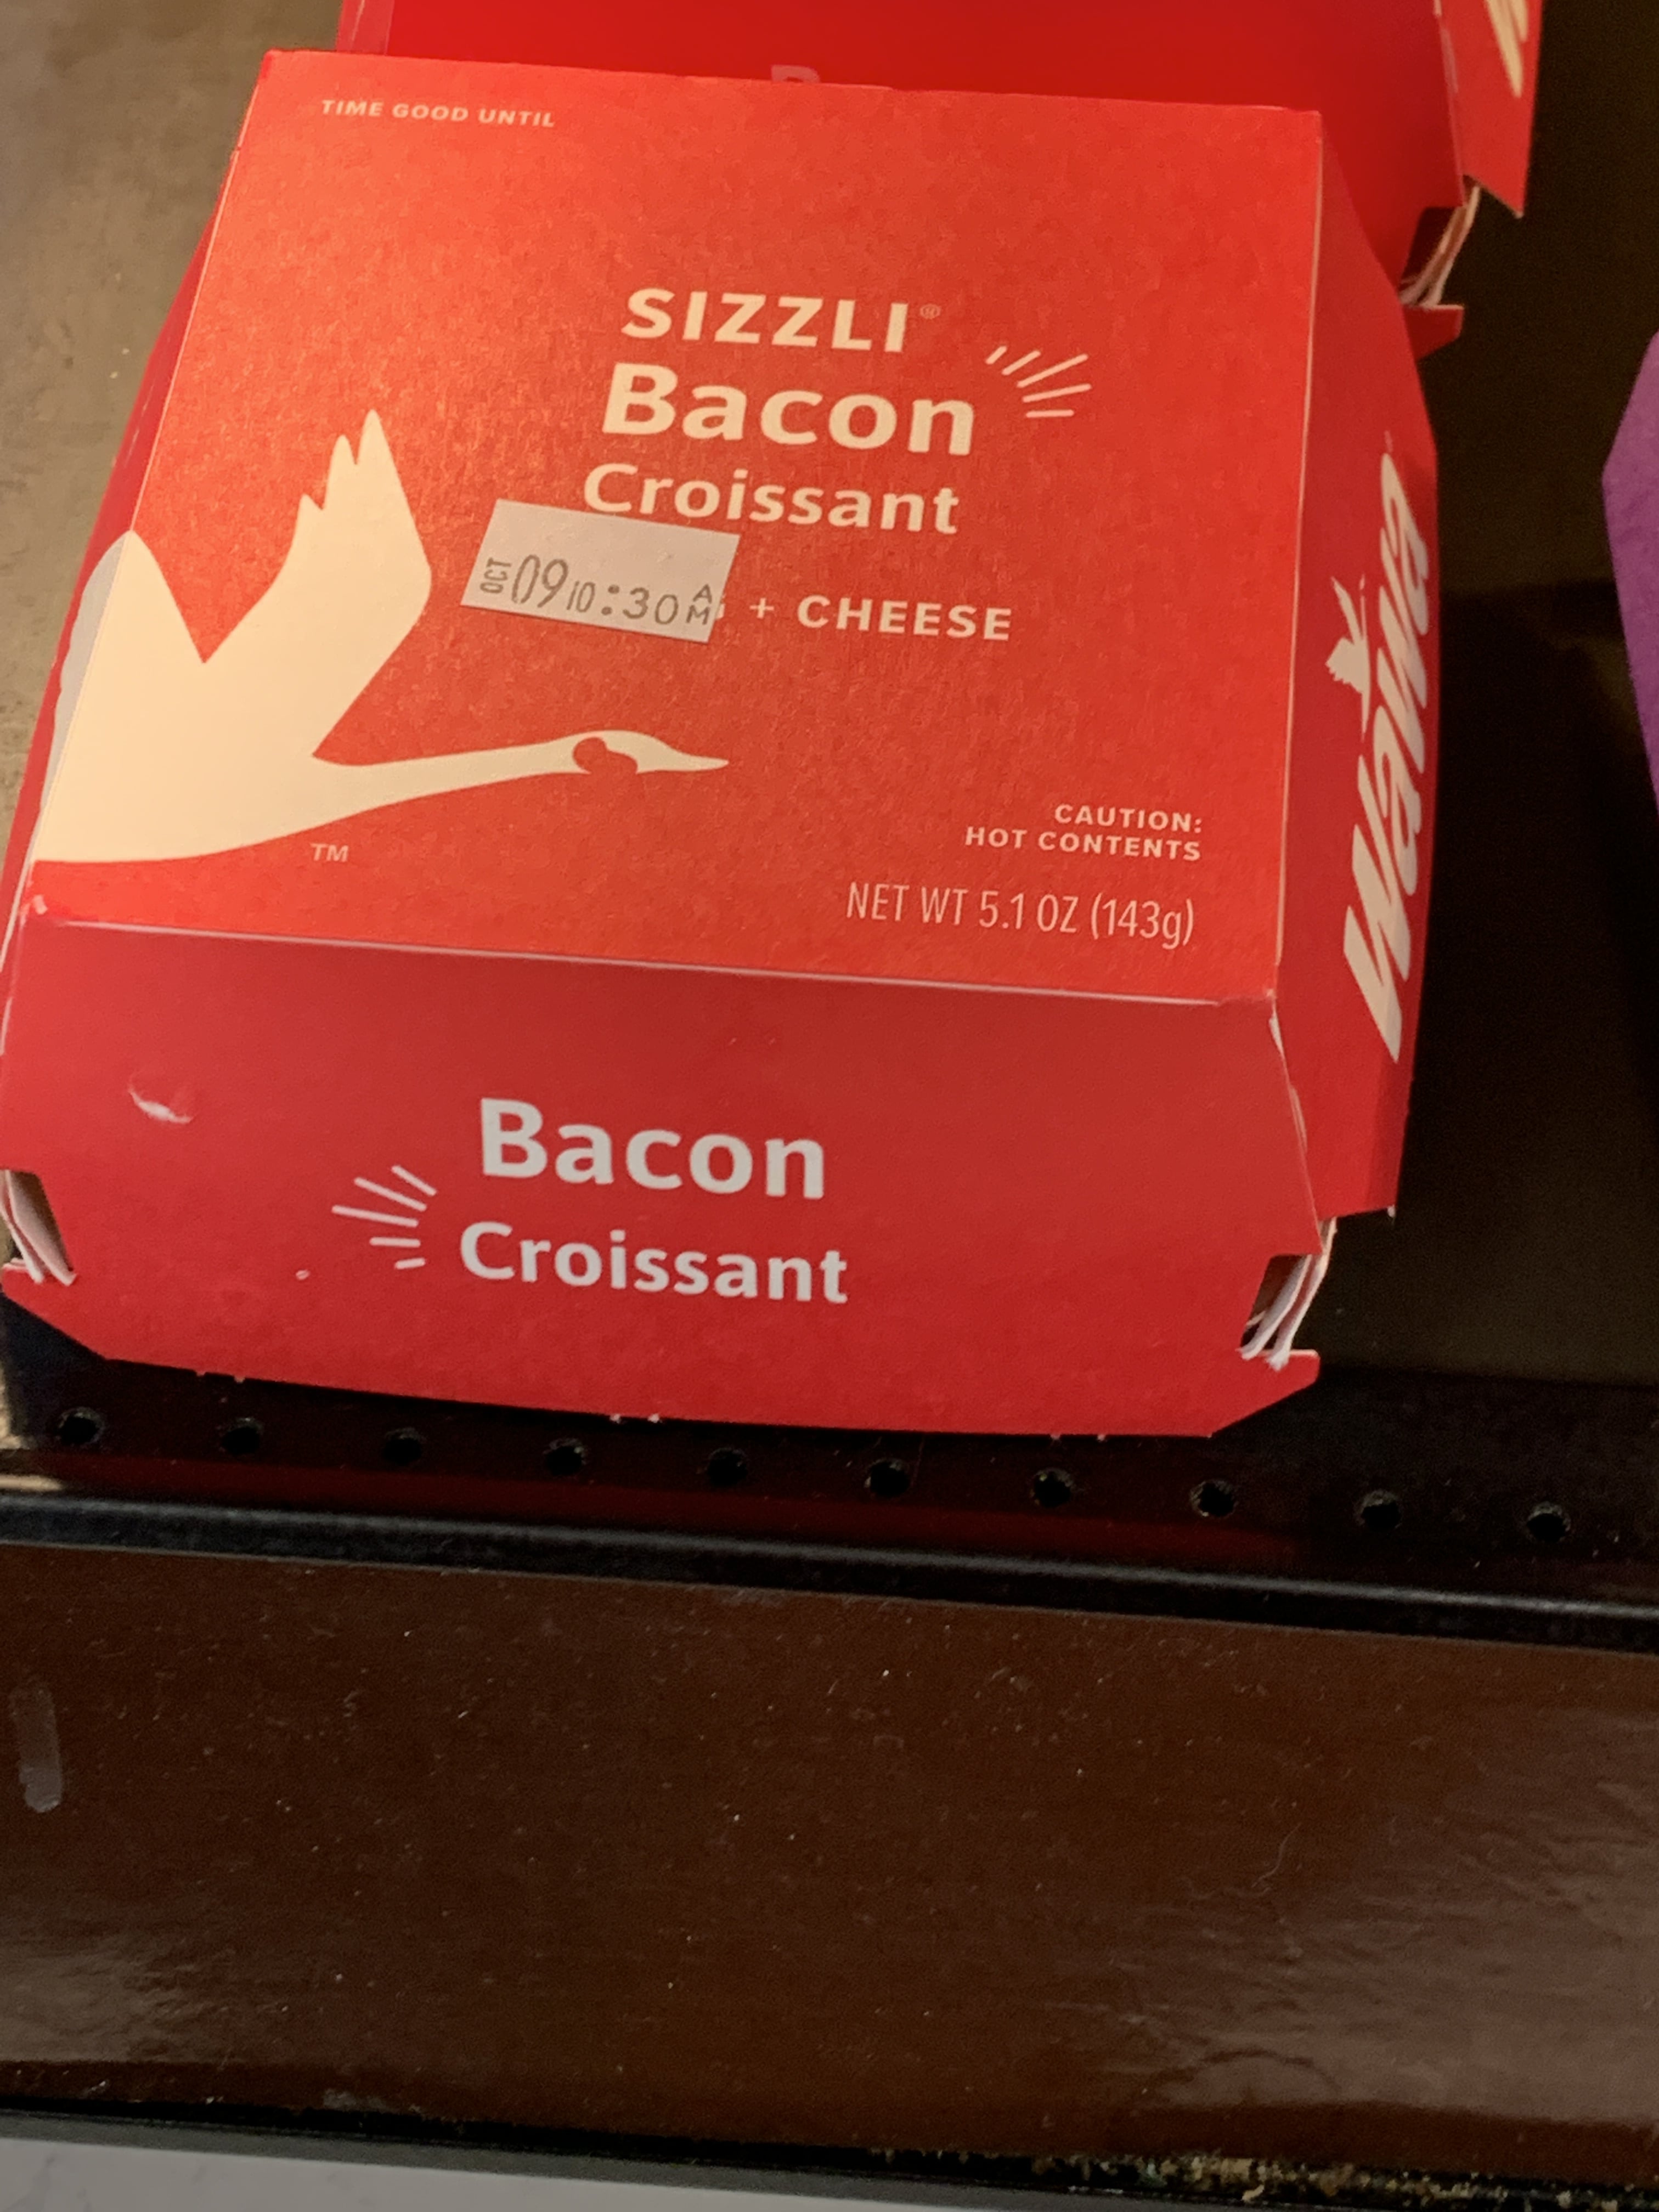 TIME GOOD UNTIL
SIZZLI®
Bacon
Croissant
OCT 09 10:30 AM
+ CHEESE
TM
CAUTION:
HOT CONTENTS
NET WT 5.1 OZ (143g)
Wawa
Bacon
Croissant